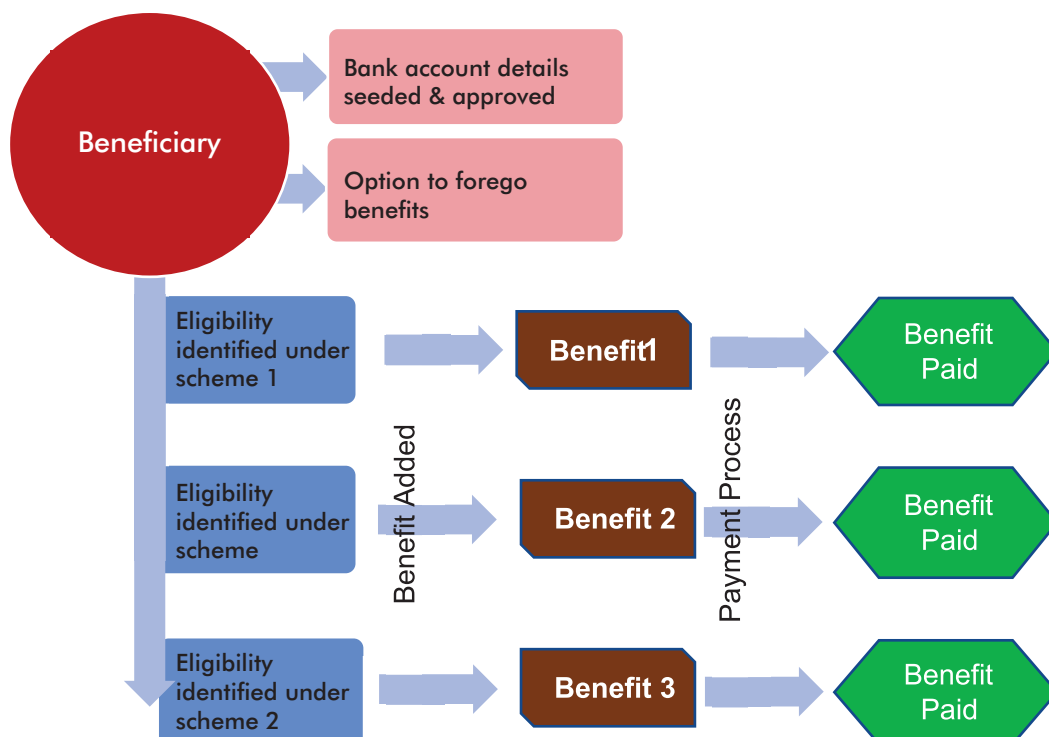 Beneficiary
Bank account details
seeded & approved
Option to forego
benefits
Eligibility
identified under
scheme 1
Benefit1
Benefit
Paid
Benefit Added
Payment Process
Eligibility
identified under
scheme
Benefit 2
Benefit
Paid
Eligibility
identified under
scheme 2
Benefit 3
Benefit
Paid